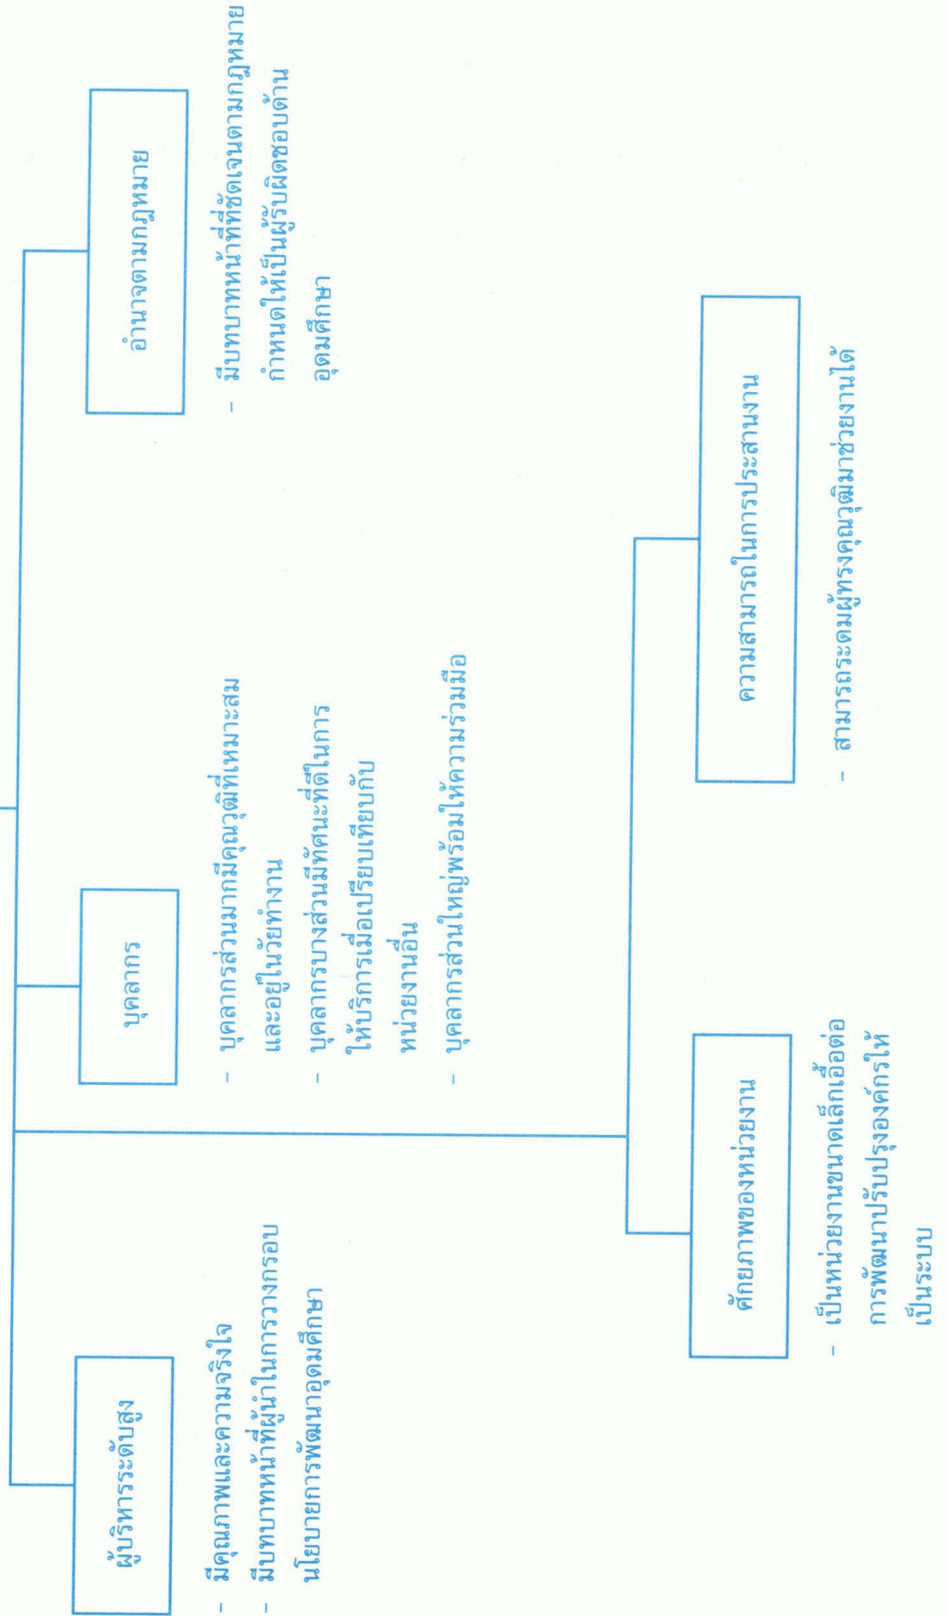 ผู้บริหารระดับสูง
- มีคุณภาพและความจริงใจ
- มีบทบาทหน้าที่ผู้นำในการวางกรอบ
นโยบายการพัฒนาอุดมศึกษา
บุคลากร
- บุคลากรส่วนมากมีคุณวุฒิที่เหมาะสม
และอยู่ในวัยทำงาน
- บุคลากรบางส่วนมีทัศนะที่ดีในการ
ให้บริการเมื่อเปรียบเทียบกับ
หน่วยงานอื่น
- บุคลากรส่วนใหญ่พร้อมให้ความร่วมมือ
อำนาจตามกฎหมาย
- มีบทบาทหน้าที่ที่ชัดเจนตามกฎหมาย
กำหนดให้เป็นผู้รับผิดชอบด้าน
อุดมศึกษา
ศักยภาพของหน่วยงาน
- เป็นหน่วยงานขนาดเล็กเอื้อต่อ
การพัฒนาปรับปรุงองค์กรให้
เป็นระบบ
ความสามารถในการประสานงาน
- สามารถระดมผู้ทรงคุณวุฒิมาช่วยงานได้